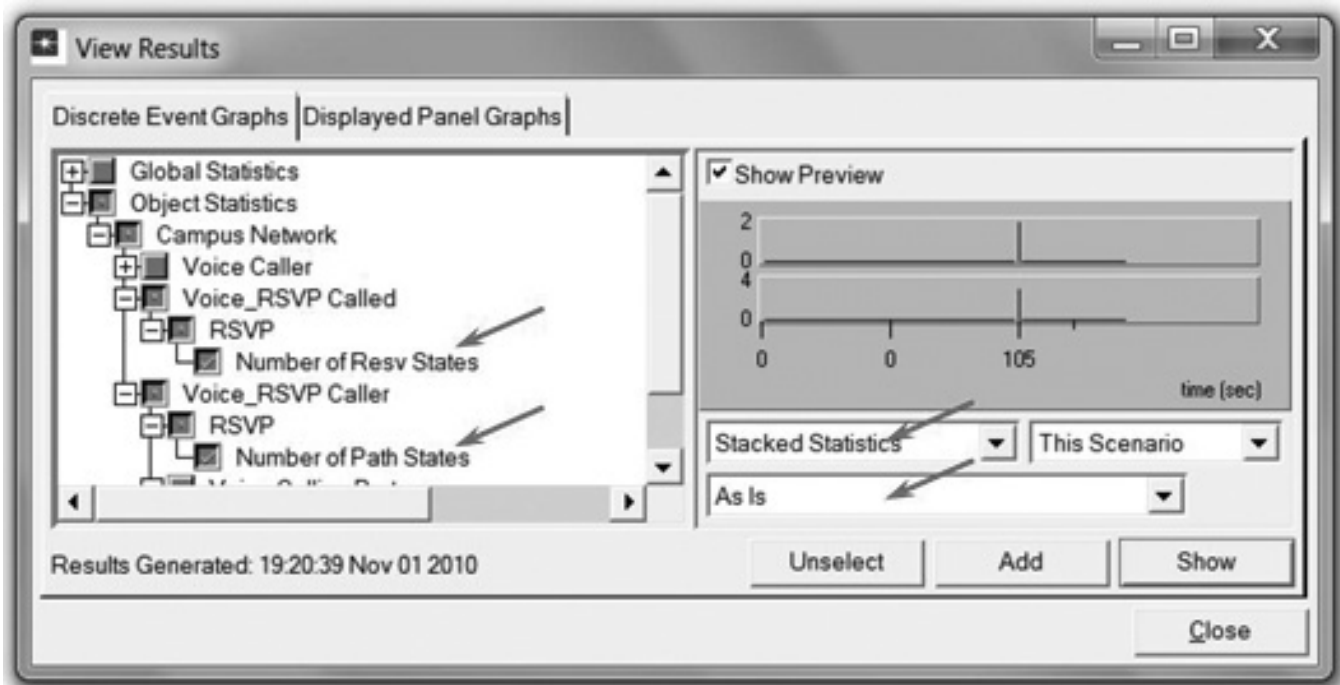 View Results
Discrete Event Graphs Displayed Panel Graphs
Global Statistics
Object Statistics
Campus Network
Voice Caller
Voice_RSVP Called
RSVP
Number of Resv States
Voice_RSVP Caller
RSVP
Number of Path States
Show Preview
2
0
4
0
0 0 105
time (sec)
Stacked Statistics This Scenario
As Is
Results Generated: 19:20:39 Nov 01 2010
Unselect Add Show
Close